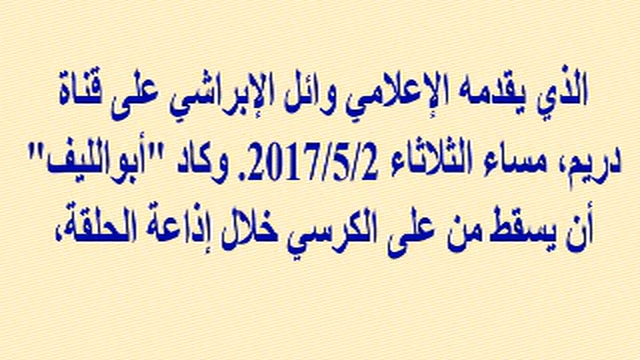 الذي يقدمه الإعلامي وائل الإبراشي على قناة
دريم، مساء الثلاثاء 2017/5/2. وكاد "أبوالليف"
أن يسقط من على الكرسي خلال إذاعة الحلقة،